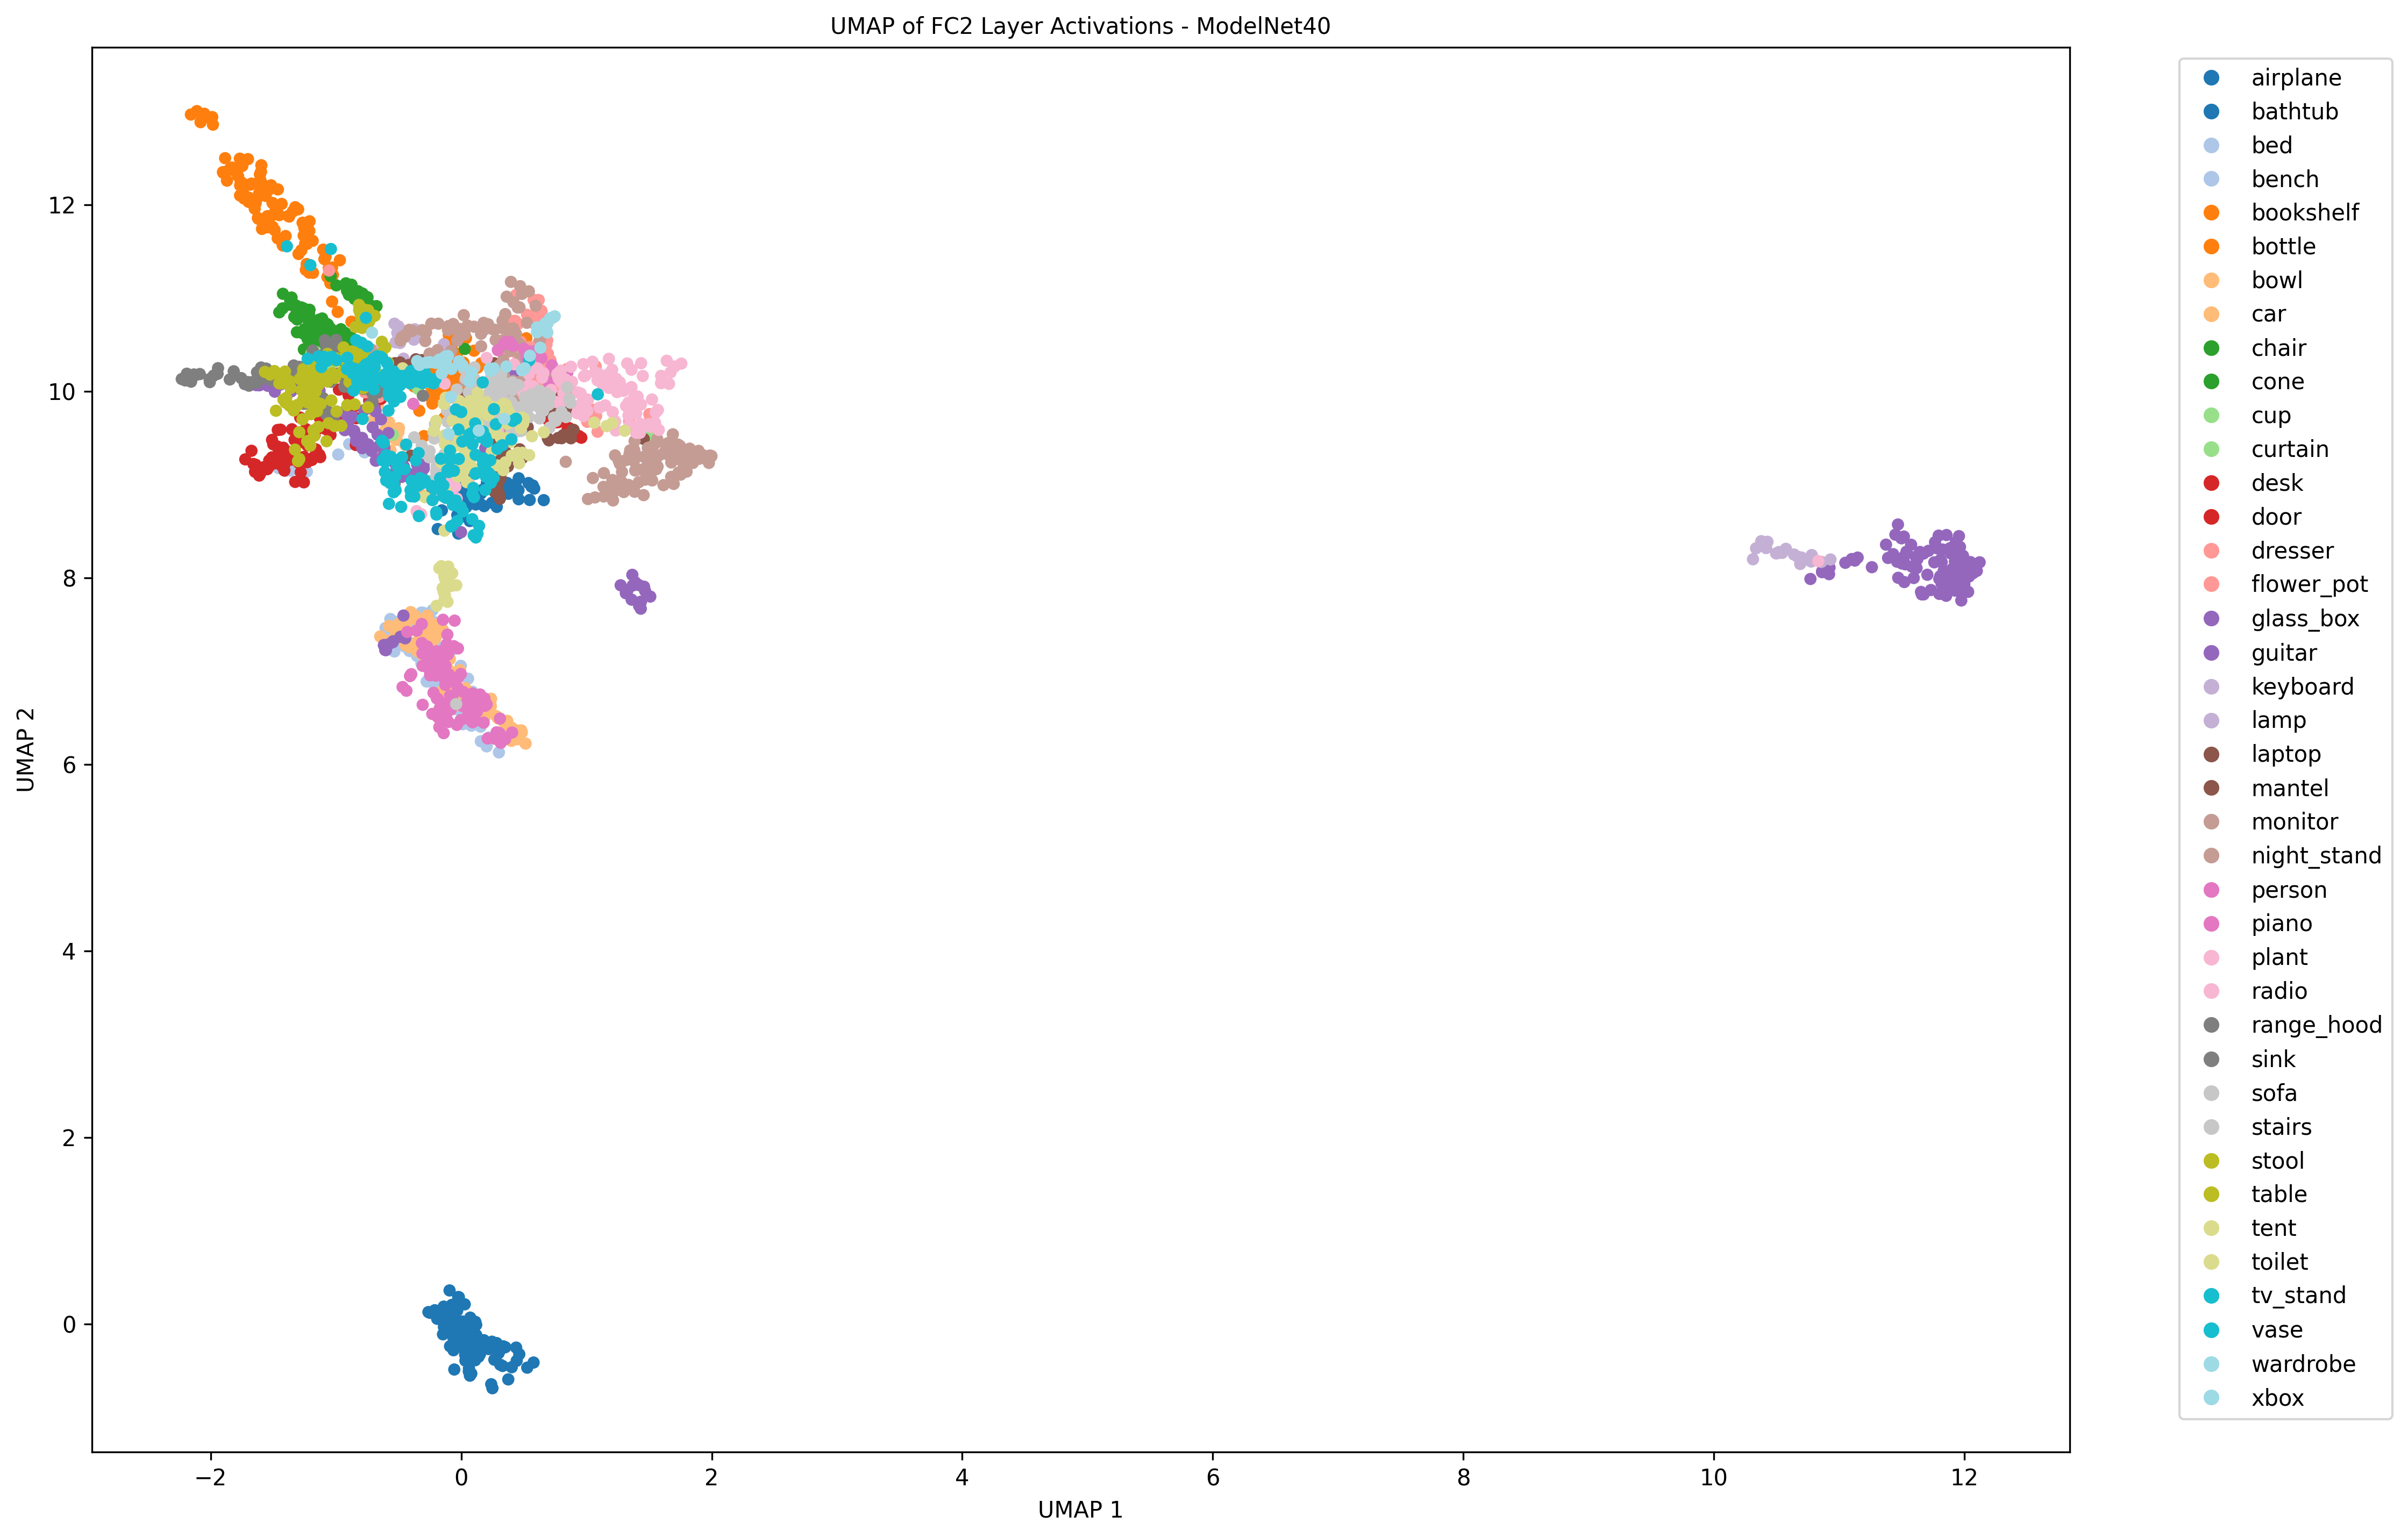 UMAP of FC2 Layer Activations - ModelNet40
12
10
8
6
4
2
0
UMAP 2
−2
0
2
4
6
8
10
12
UMAP 1
airplane
bathtub
bed
bench
bookshelf
bottle
bowl
car
chair
cone
cup
curtain
desk
door
dresser
flower_pot
glass_box
guitar
keyboard
lamp
laptop
mantel
monitor
night_stand
person
piano
plant
radio
range_hood
sink
sofa
stairs
stool
table
tent
toilet
tv_stand
vase
wardrobe
xbox